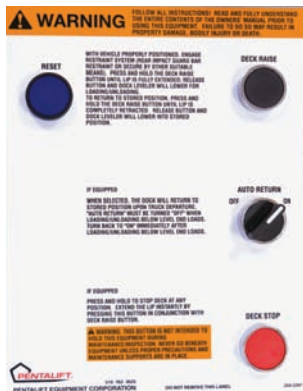 WARNING
FOLLOW ALL INSTRUCTIONS! READ AND FULLY UNDERSTAND
THE ENTIRE CONTENTS OF THE OWNERS' MANUAL PRIOR TO
USING THIS EQUIPMENT. FAILURE TO DO SO MAY RESULT IN
PROPERTY DAMAGE, BODILY INJURY OR DEATH.
RESET
WITH VEHICLE PROPERLY POSITIONED, ENGAGE
RESTRAINT SYSTEM (REAR IMPACT GUARD BAR
RESTRAINT OR SECURE BY OTHER SUITABLE
MEANS). PRESS AND HOLD THE DECK RAISE
BUTTON UNTIL LIP IS FULLY EXTENDED. RELEASE
BUTTON AND DOCK LEVELER WILL LOWER FOR
LOADING/UNLOADING.
TO RETURN TO STORED POSITION, PRESS AND
HOLD THE DECK RAISE BUTTON UNTIL LIP IS
COMPLETELY RETRACTED. RELEASE BUTTON AND
DOCK LEVELER WILL LOWER INTO STORED
POSITION.
DECK RAISE
IF EQUIPPED
WHEN SELECTED, THE DOCK WILL RETURN TO
STORED POSITION UPON TRUCK DEPARTURE.
"AUTO RETURN" MUST BE TURNED "OFF" WHEN
LOADING/UNLOADING BELOW LEVEL END LOADS.
TURN BACK TO "ON" IMMEDIATELY AFTER
LOADING/UNLOADING BELOW LEVEL END LOADS.
AUTO RETURN
OFF ON
IF EQUIPPED
PRESS AND HOLD TO STOP DECK AT ANY
POSITION. EXTEND THE LIP INSTANTLY BY
PRESSING THIS BUTTON IN CONJUNCTION WITH
DECK RAISE BUTTON.
WARNING: THIS BUTTON IS NOT INTENDED TO
HOLD THIS EQUIPMENT DURING
MAINTENANCE/INSPECTION. NEVER GO BENEATH
EQUIPMENT UNLESS PROPER PRECAUTIONS AND
MAINTENANCE SUPPORTS ARE IN PLACE.
DECK STOP
PENTALIFT
PENTALIFT EQUIPMENT CORPORATION
DO NOT REMOVE THIS LABEL